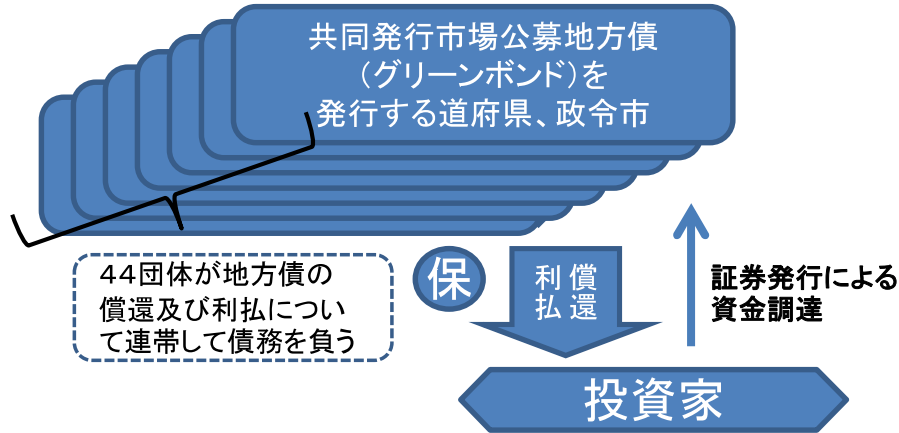 共同発行市場公募地方債
（グリーンボンド）を
発行する道府県、政令市
４４団体が地方債の
償還及び利払につい
て連帯して債務を負う
保
償還
利払
証券発行による
資金調達
投資家